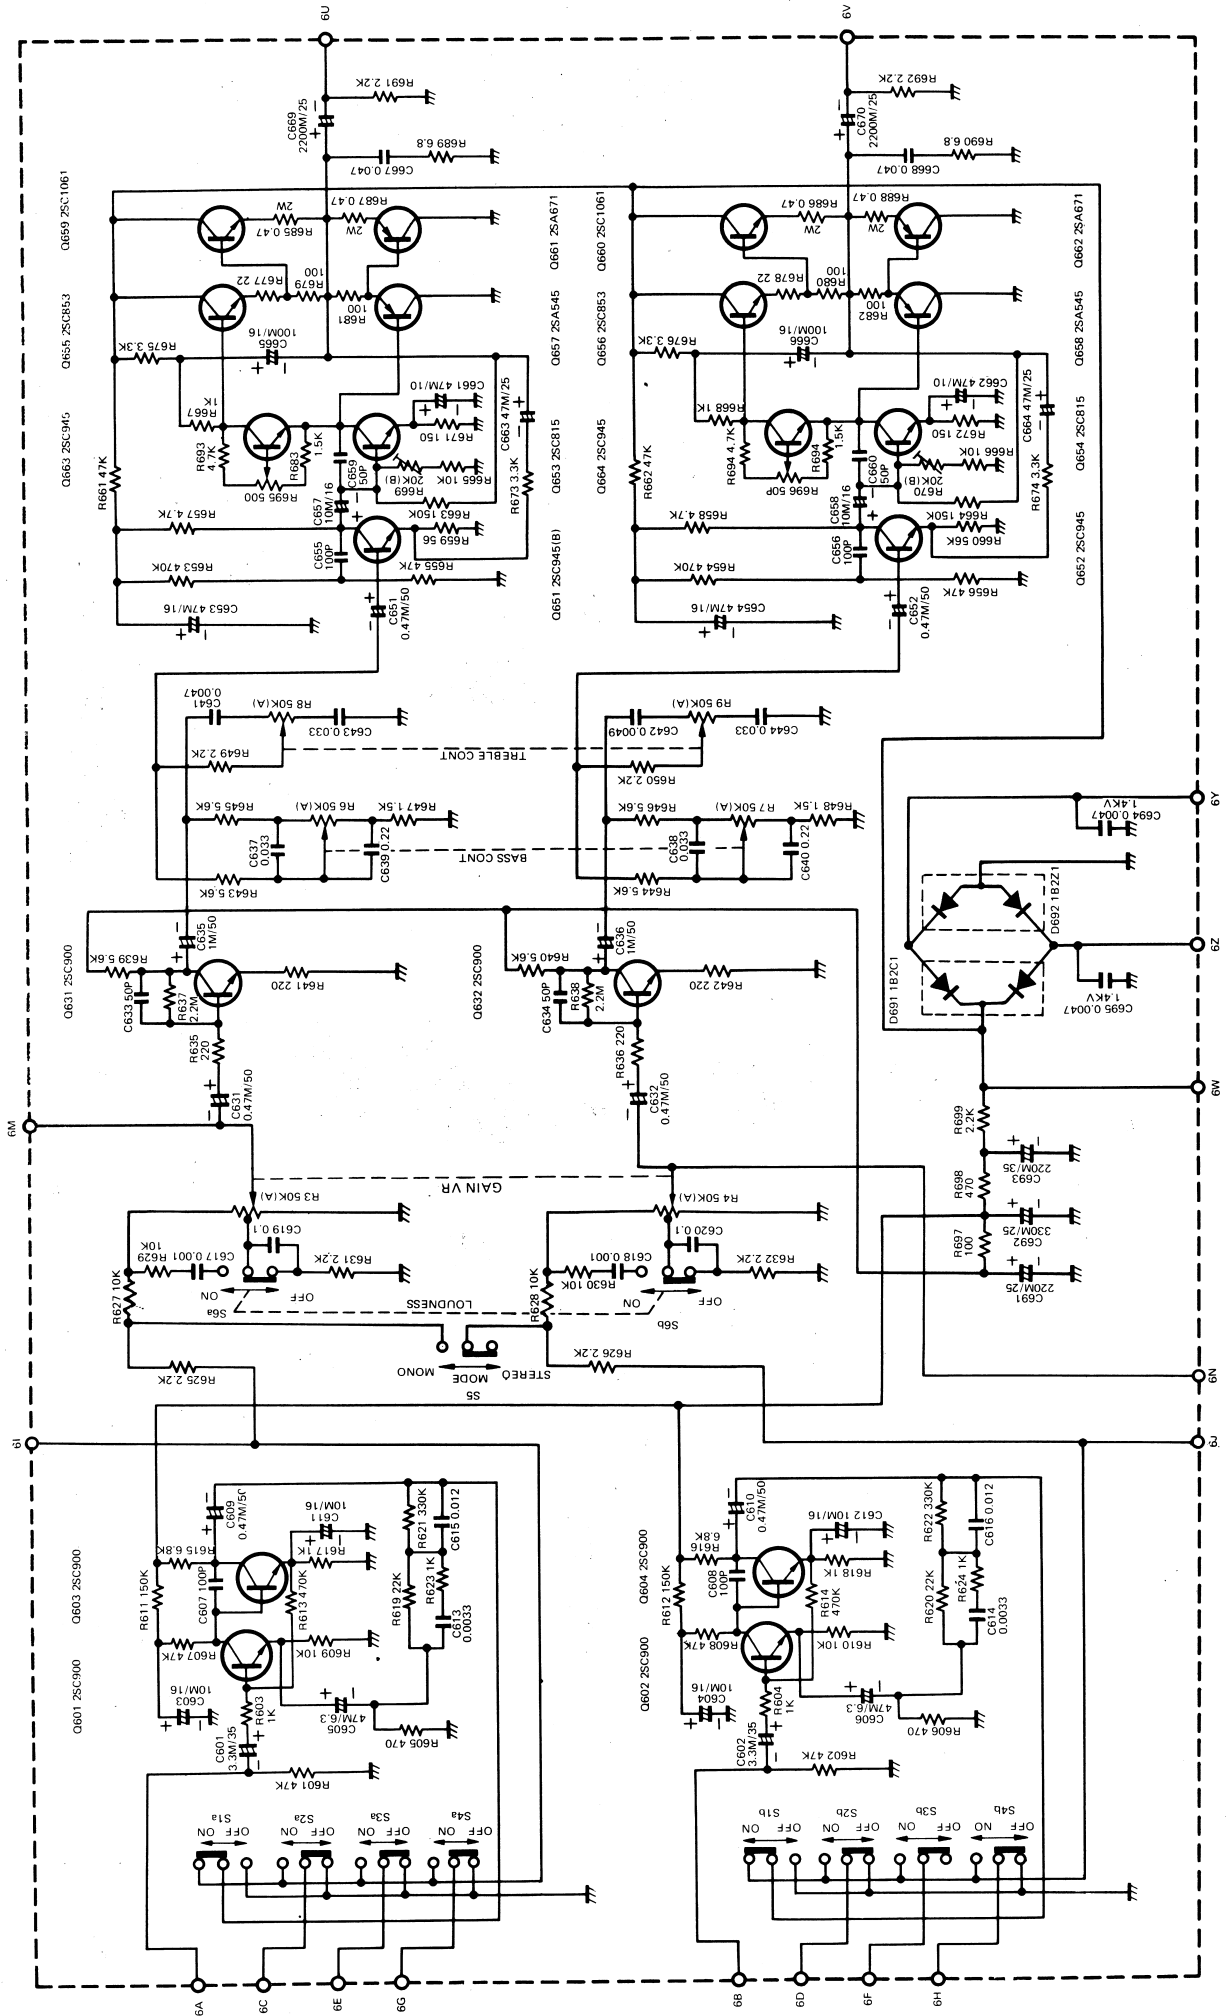 6U
6V
R691 2.2K
C669
2200M/25
R689 6.8
C667 0.047
R692 2.2K
C670
2200M/25
R690 6.8
C668 0.047
Q659 2SC1061
2W
R685 0.47
R687 0.47
2W
Q661 2SA671
Q660 2SC1061
2W
R686 0.47
R688 0.47
2W
Q662 2SA671
Q655 2SC853
R677 22
R679
100
100
R681
Q657 2SA545
Q656 2SC853
R678 22
R680
100
100
R682
Q658 2SA545
R675 3.3K
100M/16
C665
R676 3.3K
100M/16
C666
Q663 2SC945
R667
1K
R693
4.7K
R683
1.5K
R695 500
C659
50P
C661 47M/10
R671 150
R669
20K(B)
R665 10K
C663 47M/25
R673 3.3K
Q653 2SC815
Q664 2SC945
R668 1K
R694 4.7K
R694
1.5K
R696 50P
C660
50P
C662 47M/10
R672 150
R670
20K(B)
R666 10K
C664 47M/25
R674 3.3K
Q654 2SC815
R661 47K
R657 4.7K
C657
10M/16
R663 150K
R659 56
C655
100P
R655 47K
R653 470K
C653 47M/16
C651
0.47M/50
Q651 2SC945(B)
R662 47K
R658 4.7K
C658
10M/16
R664 150K
R660 56K
C656
100P
R656 47K
R654 470K
C654 47M/16
C652
0.47M/50
Q652 2SC945
C641
0.0047
R8 50K(A)
C643 0.033
R649 2.2K
TREBLE CONT
C642 0.0049
R9 50K(A)
C644 0.033
R650 2.2K
R645 5.6K
R6 50K(A)
R647 1.5K
C637
0.033
C639 0.22
R643 5.6K
BASS CONT
R646 5.6K
R7 50K(A)
R648 1.5K
C638
0.033
C640 0.22
R644 5.6K
6Y
C694 0.0047
1.4KV
D692 1B2Z1
D691 1B2C1
6Z
C695 0.0047
1.4KV
Q631 2SC900
R639 5.6K
C633 50P
R637
2.2M
C635
1M/50
R641 220
R635
220
C631
0.47M/50
Q632 2SC900
R640 5.6K
C634 50P
R638
2.2M
C636
1M/50
R642 220
R636 220
C632
0.47M/50
6M
6W
R699
2.2K
220M/35
C693
R698
470
330M/25
C692
R697
100
220M/25
C691
GAIN VR
R3 50K(A)
C619 0.1
R629
10K
C617 0.001
R631 2.2K
R627 10K
ON
OFF
S6a
LOUDNESS
R4 50K(A)
C620 0.1
R630 10K
C618 0.001
R632 2.2K
R628 10K
ON
OFF
S6b
MONO
STEREO
MODE
S5
R625 2.2K
R626 2.2K
6N
6I
Q603 2SC900
R615 6.8K
C609
0.47M/50
C611
10M/16
R617 1K
R611 150K
C607 100P
R613 470K
R621 330K
C615 0.012
R619 22K
R623 1K
C613
0.0033
Q601 2SC900
R607 47K
R609 10K
C603
10M/16
R603
1K
C605
47M/6.3
R605 470
C601
3.3M/35
R601 47K
Q604 2SC900
R616
6.8K
C610
0.47M/50
C612 10M/16
R618 1K
R612 150K
C608
100P
R614
470K
R622 330K
C616 0.012
R620 22K
R624 1K
C614
0.0033
Q602 2SC900
R608 47K
R610 10K
C604
10M/16
R604
1K
C606
47M/6.3
R606 470
C602
3.3M/35
R602 47K
S1a
ON OFF
S2a
ON OFF
S3a
ON OFF
S4a
ON OFF
S1b
ON OFF
S2b
ON OFF
S3b
ON OFF
S4b
NO OFF
6A
6C
6E
6G
6B
6D
6F
6H